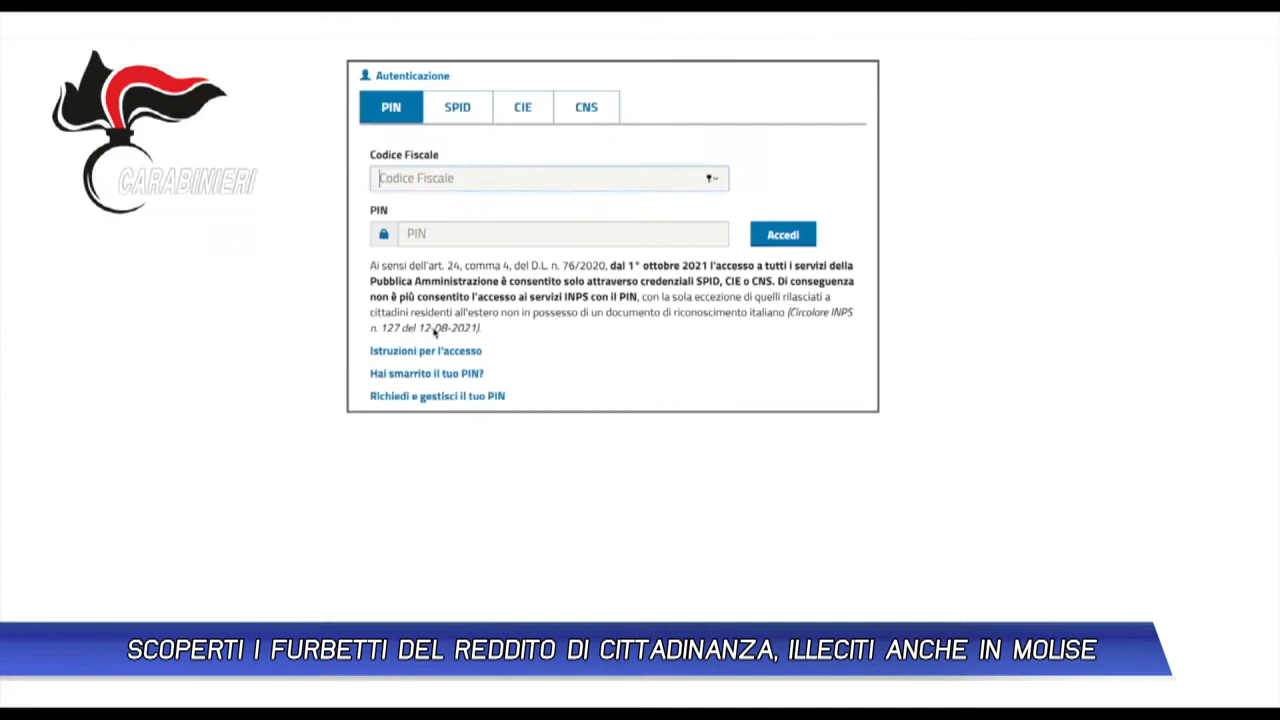 CARABINIERI
Autenticazione
PIN SPID CIE CNS
Codice Fiscale
Codice Fiscale
PIN
PIN
Accedi
Ai sensi dell'art. 24, comma 4, del D.L. n. 76/2020, dal 1° ottobre 2021 l'accesso a tutti i servizi della
Pubblica Amministrazione è consentito solo attraverso credenziali SPID, CIE o CNS. Di conseguenza
non è più consentito l'accesso ai servizi INPS con il PIN, con la sola eccezione di quelli rilasciati a
cittadini residenti all'estero non in possesso di un documento di riconoscimento italiano (Circolare INPS
n. 127 del 12-08-2021).
Istruzioni per l'accesso
Hai smarrito il tuo PIN?
Richiedi e gestisci il tuo PIN
SCOPERTI I FURBETTI DEL REDDITO DI CITTADINANZA, ILLECITI ANCHE IN MOLISE